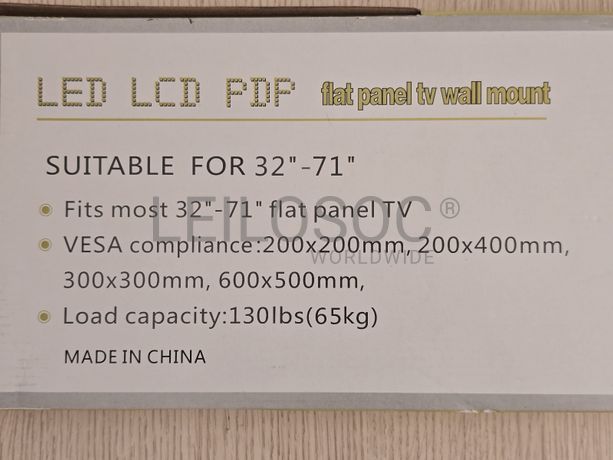 LED LCD PDP flat panel tv wall mount
SUITABLE FOR 32"-71"
Fits most 32"-71" flat panel TV
LEILOSOC®
VESA compliance:200x200mm, 200x400mm,
WORLDWIDE
300x300mm, 600x500mm,
Load capacity:130lbs(65kg)
MADE IN CHINA